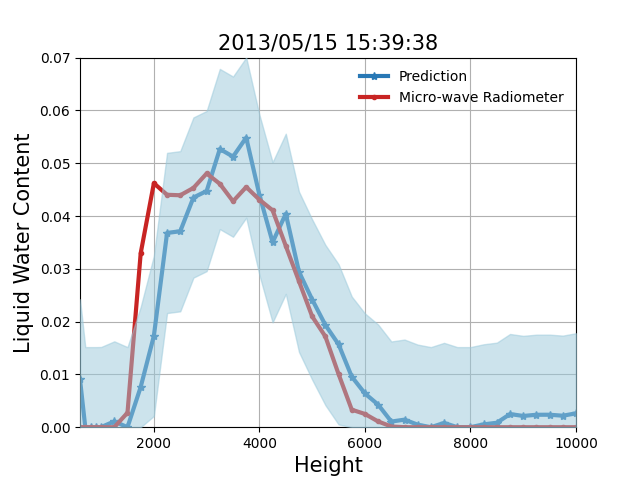 2013/05/15 15:39:38
Liquid Water Content
0.07
0.06
0.05
0.04
0.03
0.02
0.01
0.00
Prediction
Micro-wave Radiometer
2000 4000 6000 8000 10000
Height